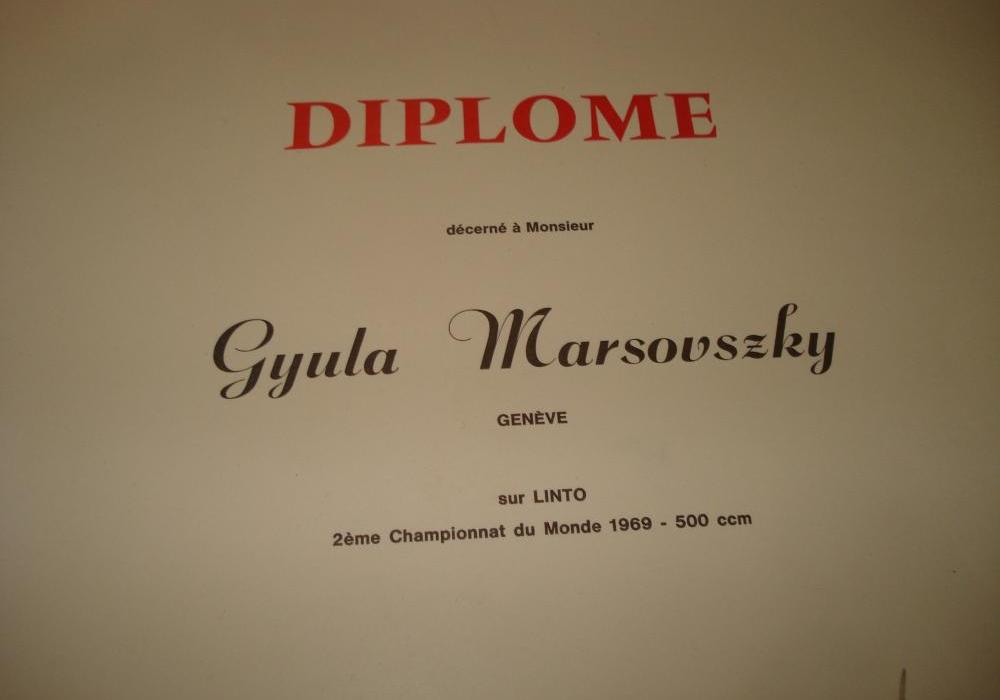 DIPLOME
décerné à Monsieur
Gyula Marsovszky
GENÈVE
sur LINTO
2ème Championnat du Monde 1969 - 500 ccm